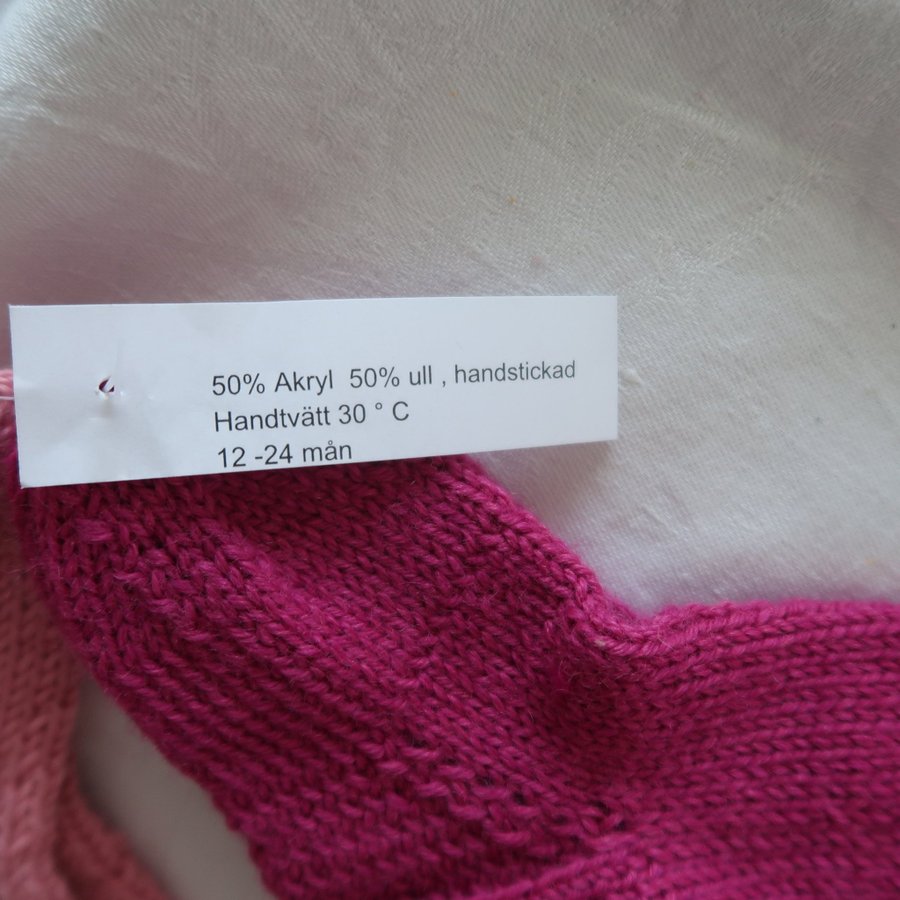 50% Akryl 50% ull , handstickad
Handtvätt 30 ° C
12 -24 mån